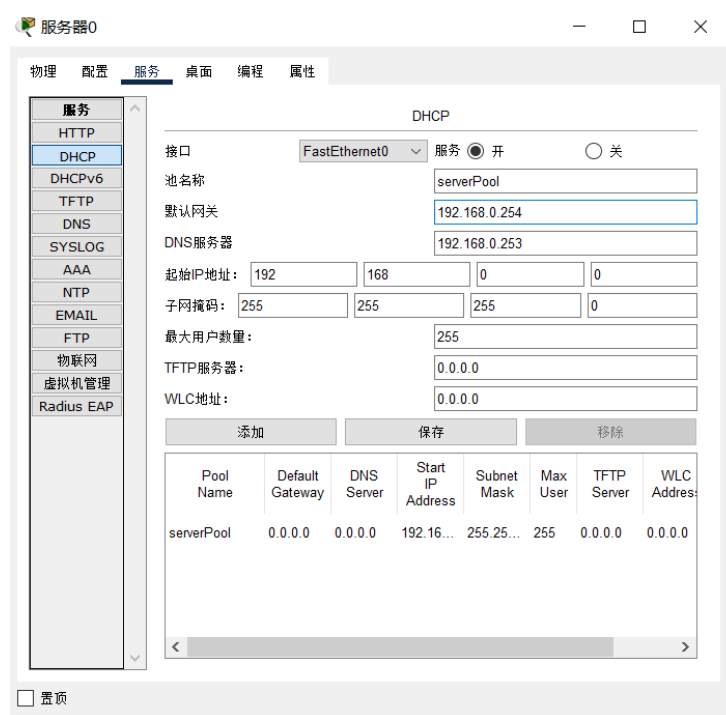 服务器0
物理 配置 服务 桌面 编程 属性
服务
HTTP
DHCP
DHCPv6
TFTP
DNS
SYSLOG
AAA
NTP
EMAIL
FTP
物联网
虚拟机管理
Radius EAP
DHCP
接口 FastEthernet0 服务 开 关
池名称 serverPool
默认网关 192.168.0.254
DNS服务器 192.168.0.253
起始IP地址： 192 168 0 0
子网掩码： 255 255 255 0
最大用户数量： 255
TFTP服务器： 0.0.0.0
WLC地址： 0.0.0.0
添加 保存 移除
Pool Name Default Gateway DNS Server Start IP Address Subnet Mask Max User TFTP Server WLC Address
serverPool 0.0.0.0 0.0.0.0 192.16... 255.25... 255 0.0.0.0 0.0.0.0
置顶